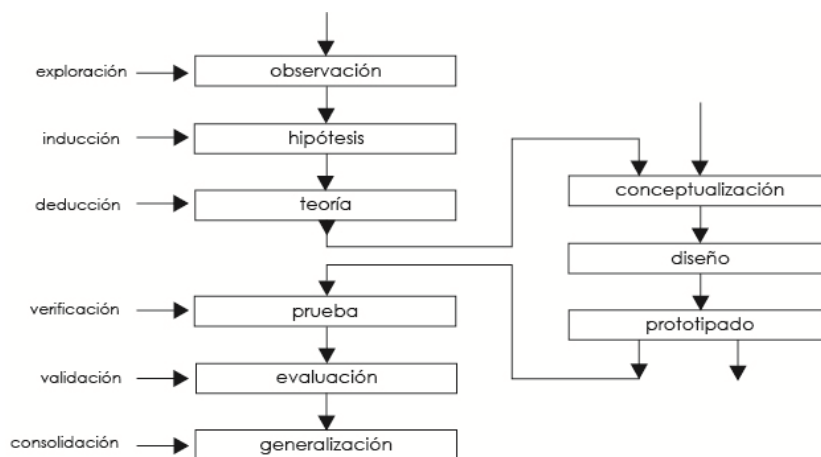 exploración
observación
inducción
hipótesis
deducción
teoría
conceptualización
diseño
prototipado
verificación
prueba
validación
evaluación
consolidación
generalización